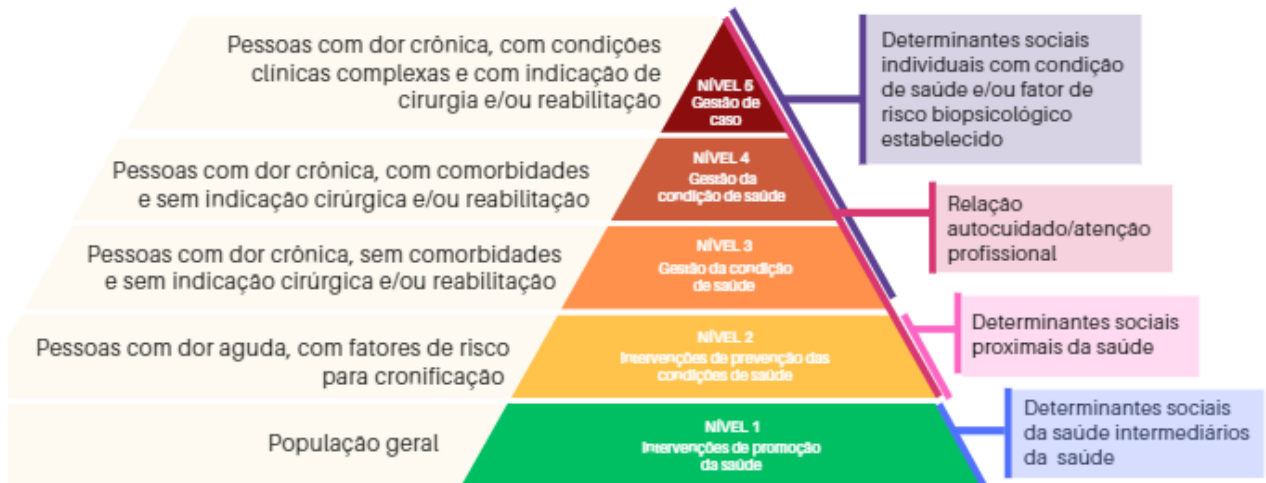 Pessoas com dor crônica, com condições
clínicas complexas e com indicação de
cirurgia e/ou reabilitação
NÍVEL 5
Gestão de
caso
Determinantes sociais
individuais com condição
de saúde e/ou fator de
risco biopsicológico
estabelecido
Pessoas com dor crônica, com comorbidades
e sem indicação cirúrgica e/ou reabilitação
NÍVEL 4
Gestão da
condição de saúde
Relação
autocuidado/atenção
profissional
Pessoas com dor crônica, sem comorbidades
e sem indicação cirúrgica e/ou reabilitação
NÍVEL 3
Gestão da condição
de saúde
Pessoas com dor aguda, com fatores de risco
para cronificação
NÍVEL 2
Intervenções de prevenção das
condições de saúde
Determinantes sociais
proximais da saúde
População geral
NÍVEL 1
Intervenções de promoção
da saúde
Determinantes sociais
da saúde intermediários
da saúde